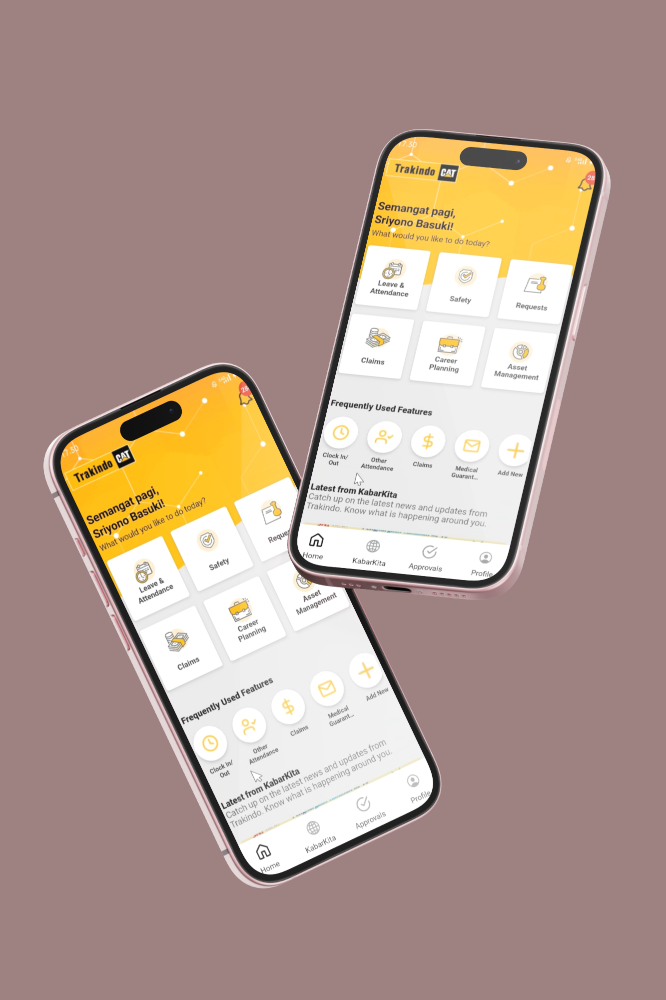 Trakindo CAT
Semangat pagi,
Sriyono Basuki!
What would you like to do today?
Leave &
Attendance
Safety
Requests
Claims
Career
Planning
Asset
Management
Frequently Used Features
Clock In/
Out
Other
Attendance
Claims
Medical
Guarant...
Add New
Latest from KabarKita
Catch up on the latest news and updates from
Trakindo. Know what is happening around you.
Home
KabarKita
Approvals
Profile
Trakindo CAT
Semangat pagi,
Sriyono Basuki!
What would you like to do today?
Leave &
Attendance
Safety
Claims
Career
Planning
Asset
Management
Frequently Used Features
Clock In/
Out
Other
Attendance
Claims
Medical
Guarant...
Add New
Latest from KabarKita
Catch up on the latest news and updates from
Trakindo. Know what is happening around you.
Home
KabarKita
Approvals
Profile